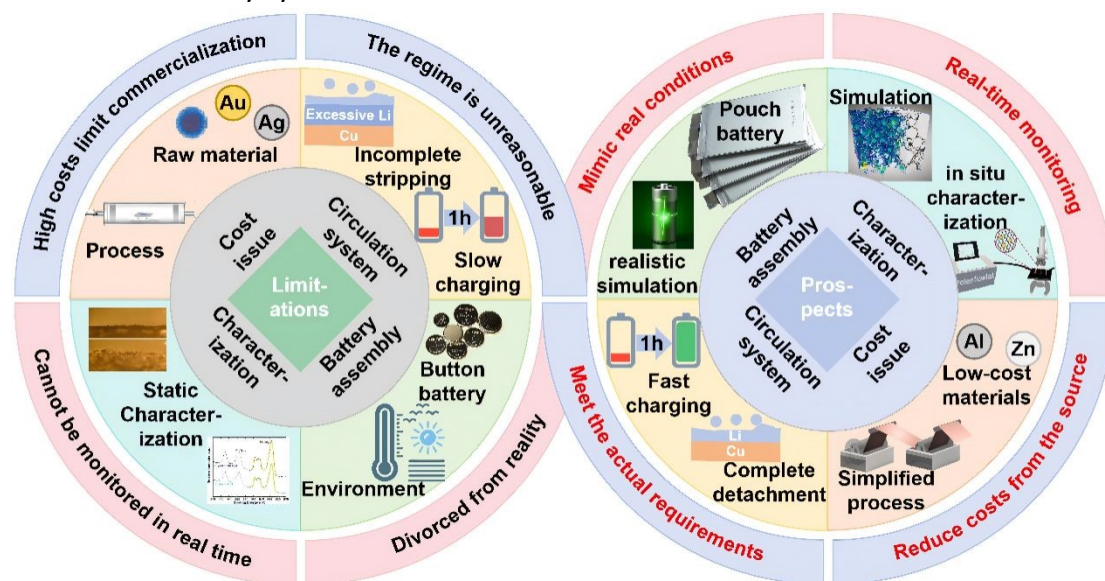 High costs limit commercialization
The regime is unreasonable
Au
Ag
Raw material
Process
Excessive Li
Cu
Incomplete
stripping
1h
Slow
charging
Cost
issue
Circulation
system
Limit-
ations
Character-
ization
Battery
assembly
Static
Character-
ization
Button
battery
Environment
Cannot be monitored in real time
Divorced from reality
Mimic real conditions
Real-time monitoring
Pouch
battery
Simulation
realistic
simulation
in situ
character-
ization
Battery
assembly
Character-
ization
Pros-
pects
Circulation
system
Cost
issue
1h
Fast
charging
Li
Cu
Complete
detachment
Al
Zn
Low-cost
materials
Simplified
process
Meet the actual requirements
Reduce costs from the source